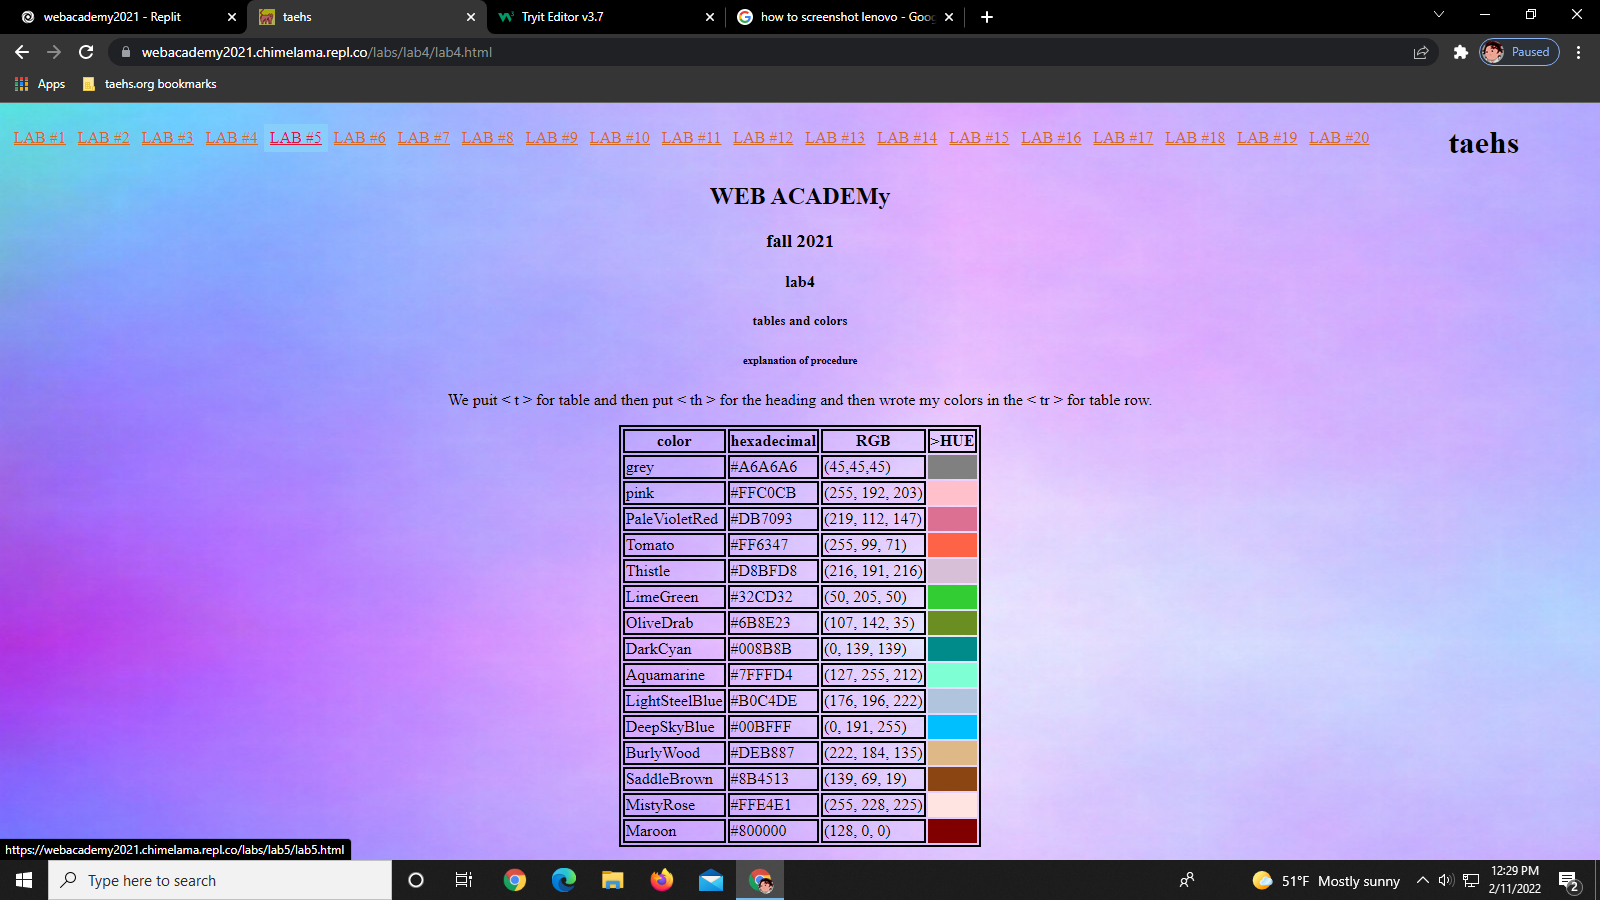 webacademy2021 - Replit
taehs
Tryit Editor v3.7
how to screenshot lenovo - Goog
webacademy2021.chimelama.repl.co/labs/lab4/lab4.html
Paused
Apps
taehs.org bookmarks
LAB #1 LAB #2 LAB #3 LAB #4 LAB #5 LAB #6 LAB #7 LAB #8 LAB #9 LAB #10 LAB #11 LAB #12 LAB #13 LAB #14 LAB #15 LAB #16 LAB #17 LAB #18 LAB #19 LAB #20
taehs
WEB ACADEMy
fall 2021
lab4
tables and colors
explanation of procedure
We puit < t > for table and then put < th > for the heading and then wrote my colors in the < tr > for table row.
color hexadecimal RGB >HUE
grey #A6A6A6 (45,45,45)
pink #FFC0CB (255, 192, 203)
PaleVioletRed #DB7093 (219, 112, 147)
Tomato #FF6347 (255, 99, 71)
Thistle #D8BFD8 (216, 191, 216)
LimeGreen #32CD32 (50, 205, 50)
OliveDrab #6B8E23 (107, 142, 35)
DarkCyan #008B8B (0, 139, 139)
Aquamarine #7FFFD4 (127, 255, 212)
LightSteelBlue #B0C4DE (176, 196, 222)
DeepSkyBlue #00BFFF (0, 191, 255)
BurlyWood #DEB887 (222, 184, 135)
SaddleBrown #8B4513 (139, 69, 19)
MistyRose #FFE4E1 (255, 228, 225)
Maroon #800000 (128, 0, 0)
https://webacademy2021.chimelama.repl.co/labs/lab5/lab5.html
Type here to search
51°F Mostly sunny
12:29 PM
2/11/2022
2